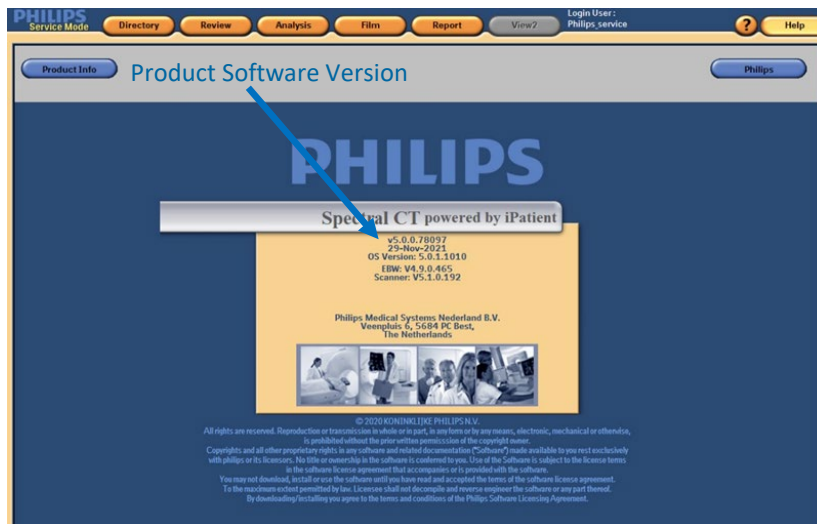 PHILIPS
Service Mode
Directory
Review
Analysis
Film
Report
View2
Login User:
Philips_service
?
Help
Product Info
Product Software Version
Philips
PHILIPS
Spectral CT powered by iPatient
v5.0.0.78097
29-Nov-2021
OS Version: 5.0.1.1010
EBW: V4.9.0.465
Scanner: V5.1.0.192
Philips Medical Systems Nederland B.V.
Veenpluis 6, 5684 PC Best,
The Netherlands
© 2020 KONINKLIJKE PHILIPS N.V.
All rights are reserved. Reproduction or transmission in whole or in part, in any form or by any means, electronic, mechanical or otherwise,
is prohibited without the prior written permisssion of the copyright owner.
Copyrights and all other proprietary rights in any software and related documentation ("Software") made available to you rest exclusively
with philips or its licensors. No title or ownership in the software is conferred to you. Use of the Software is subject to the license terms
in the software license agreement that accompanies or is provided with the software.
You may not download, install or use the software until you have read and accepted the terms of the software license agreement.
To the maximum extent permitted by law. Licensee shall not decompile and reverse engineer the software or any part thereof.
By downloading/installing you agree to the terms and conditions of the Philips Software Licensing Agreement.